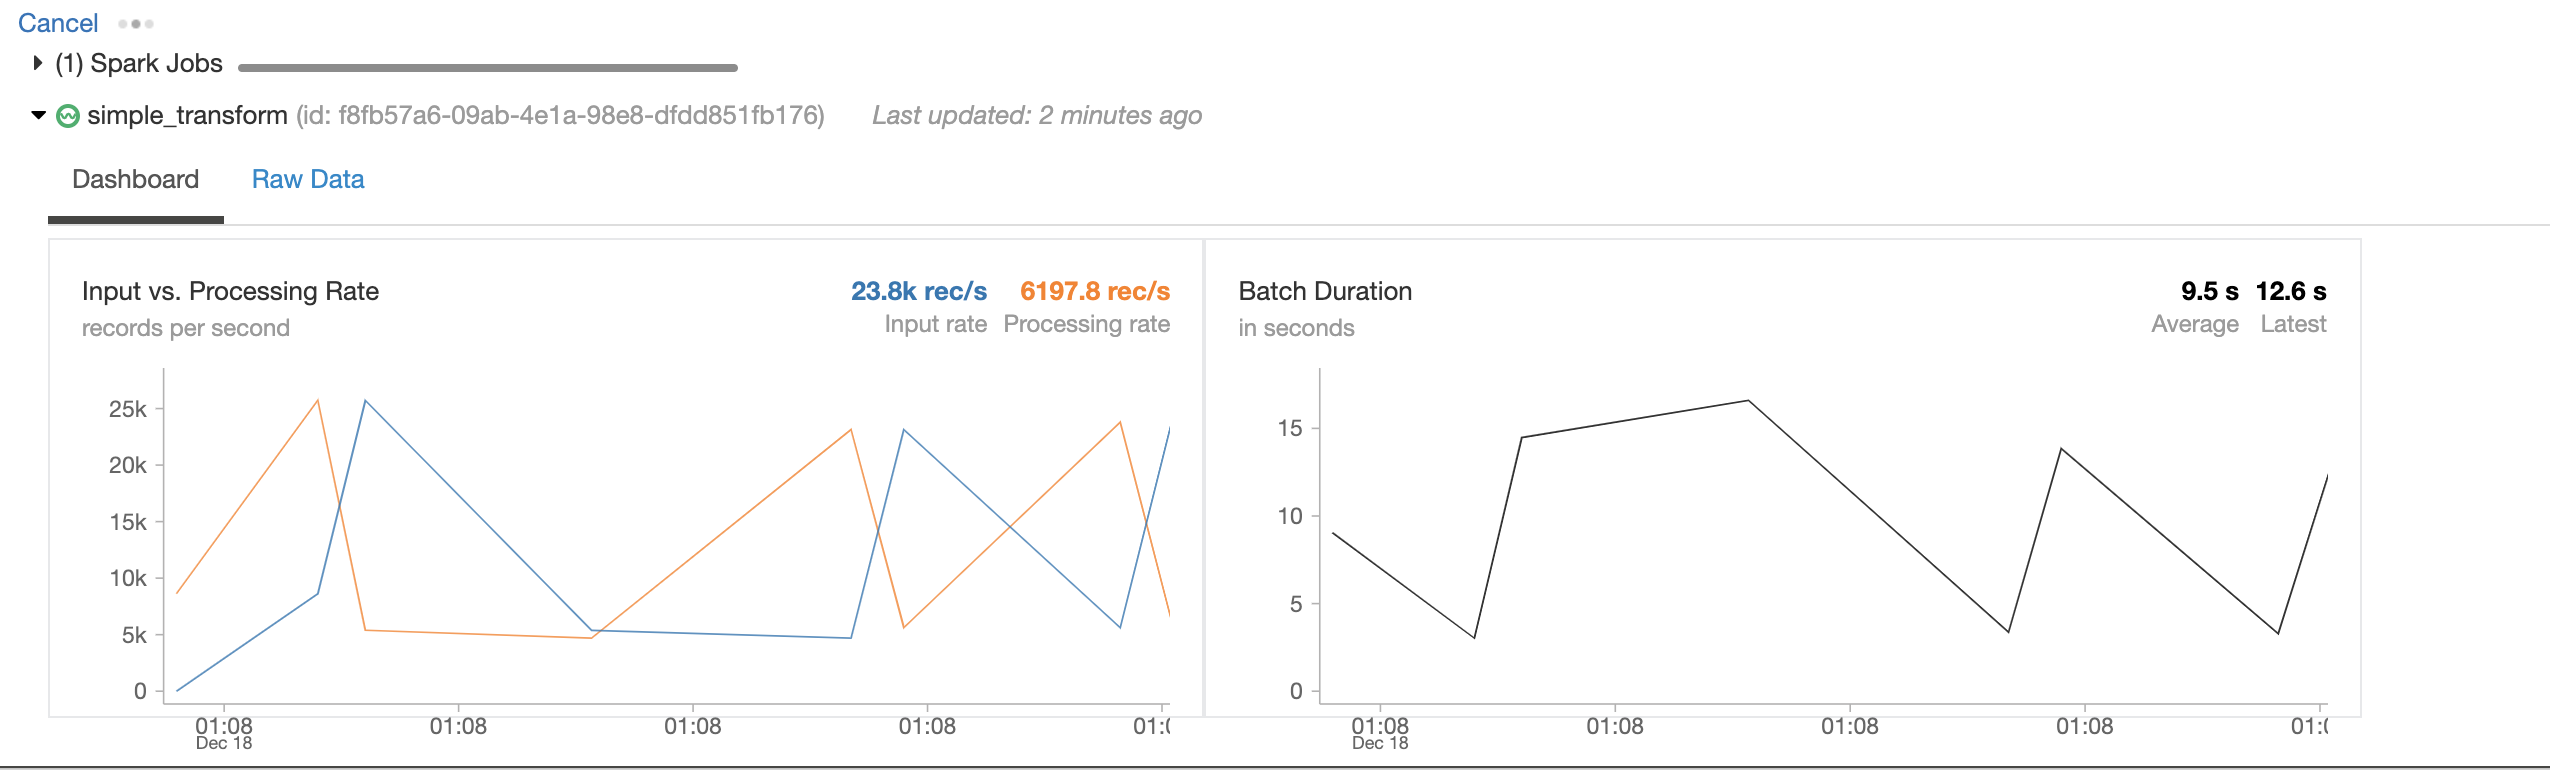 Cancel
(1) Spark Jobs
simple_transform (id: f8fb57a6-09ab-4e1a-98e8-dfdd851fb176) Last updated: 2 minutes ago
Dashboard Raw Data
Input vs. Processing Rate
records per second
23.8k rec/s 6197.8 rec/s
Input rate Processing rate
25k
20k
15k
10k
5k
0
01:08 01:08 01:08 01:08
Dec 18
Batch Duration
in seconds
9.5 s 12.6 s
Average Latest
15
10
5
0
01:08 01:08 01:08 01:08
Dec 18